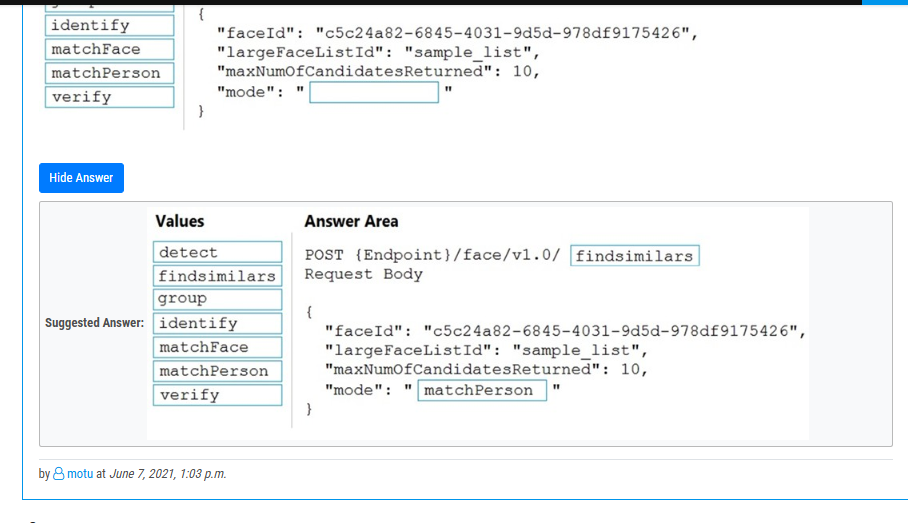 {
identify
"faceId": "c5c24a82-6845-4031-9d5d-978df9175426",
matchFace
"largeFaceListId": "sample_list",
matchPerson
"maxNumOfCandidatesReturned": 10,
verify
"mode": " "
}
Hide Answer
Suggested Answer:
Values
detect
findsimilars
group
identify
matchFace
matchPerson
verify
Answer Area
POST {Endpoint}/face/v1.0/ findsimilars
Request Body
{
"faceId": "c5c24a82-6845-4031-9d5d-978df9175426",
"largeFaceListId": "sample_list",
"maxNumOfCandidatesReturned": 10,
"mode": " matchPerson "
}
by motu at June 7, 2021, 1:03 p.m.